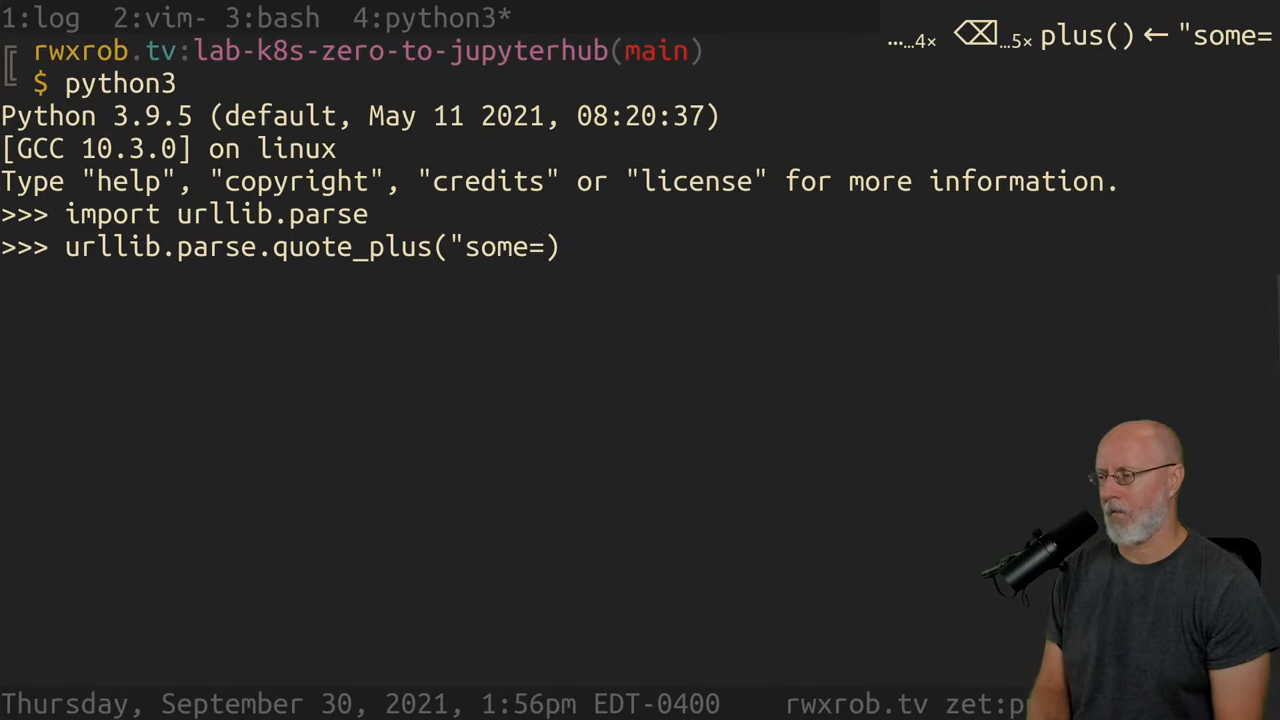 1:log  2:vim- 3:bash  4:python3*
……4× ⌫…5× plus() ← "some=
rwxrob.tv:lab-k8s-zero-to-jupyterhub(main)
$ python3
Python 3.9.5 (default, May 11 2021, 08:20:37)
[GCC 10.3.0] on linux
Type "help", "copyright", "credits" or "license" for more information.
>>> import urllib.parse
>>> urllib.parse.quote_plus("some=)
Thursday, September 30, 2021, 1:56pm EDT-0400    rwxrob.tv